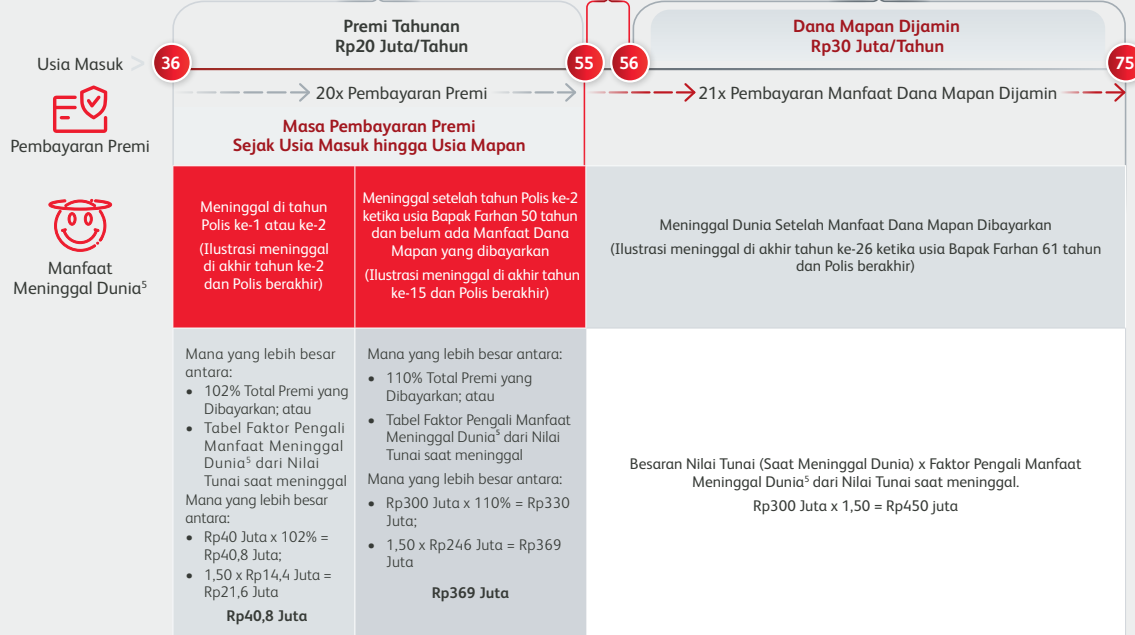 Premi Tahunan
Rp20 Juta/Tahun
Dana Mapan Dijamin
Rp30 Juta/Tahun
Usia Masuk
36
55
56
75
20x Pembayaran Premi
21x Pembayaran Manfaat Dana Mapan Dijamin
Pembayaran Premi
Masa Pembayaran Premi
Sejak Usia Masuk hingga Usia Mapan
Manfaat
Meninggal Dunia⁵
Meninggal di tahun
Polis ke-1 atau ke-2
(Ilustrasi meninggal
di akhir tahun ke-2
dan Polis berakhir)
Meninggal setelah tahun Polis ke-2
ketika usia Bapak Farhan 50 tahun
dan belum ada Manfaat Dana
Mapan yang dibayarkan
(Ilustrasi meninggal di akhir tahun
ke-15 dan Polis berakhir)
Meninggal Dunia Setelah Manfaat Dana Mapan Dibayarkan
(Ilustrasi meninggal di akhir tahun ke-26 ketika usia Bapak Farhan 61 tahun
dan Polis berakhir)
Mana yang lebih besar
antara:
• 102% Total Premi yang
Dibayarkan; atau
• Tabel Faktor Pengali
Manfaat Meninggal
Dunia⁵ dari Nilai
Tunai saat meninggal
Mana yang lebih besar
antara:
• Rp40 Juta x 102% =
Rp40,8 Juta;
• 1,50 x Rp14,4 Juta =
Rp21,6 Juta
Rp40,8 Juta
Mana yang lebih besar antara:
• 110% Total Premi yang
Dibayarkan; atau
• Tabel Faktor Pengali Manfaat
Meninggal Dunia⁵ dari Nilai
Tunai saat meninggal
Mana yang lebih besar antara:
• Rp300 Juta x 110% = Rp330
Juta;
• 1,50 x Rp246 Juta = Rp369
Juta
Rp369 Juta
Besaran Nilai Tunai (Saat Meninggal Dunia) x Faktor Pengali Manfaat
Meninggal Dunia⁵ dari Nilai Tunai saat meninggal.
Rp300 Juta x 1,50 = Rp450 juta